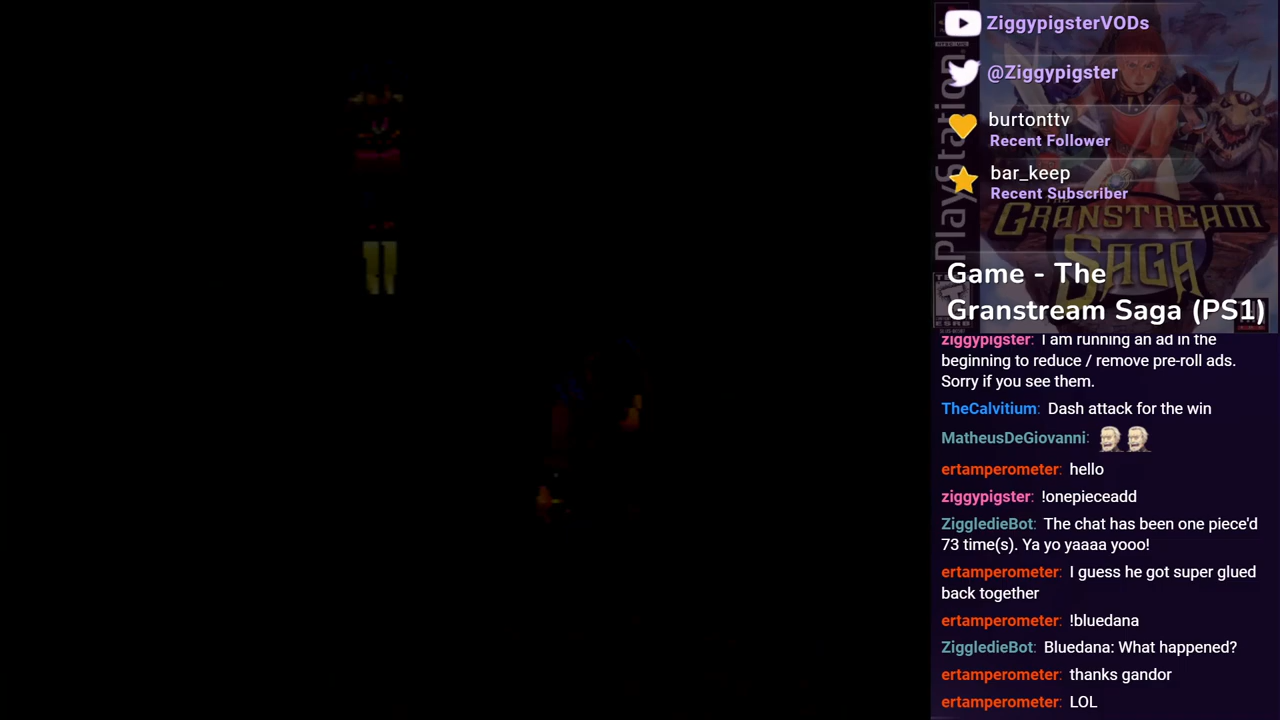 ZiggypigsterVODs
@Ziggypigster
burtonttv
Recent Follower
bar_keep
Recent Subscriber
PlayStation
THE
GRANSTREAM
SAGA
Game - The
Granstream Saga (PS1)
ziggypigster: I am running an ad in the
beginning to reduce / remove pre-roll ads.
Sorry if you see them.
TheCalvitium: Dash attack for the win
MatheusDeGiovanni:
ertamperometer: hello
ziggypigster: !onepieceadd
ZiggledieBot: The chat has been one piece'd
73 time(s). Ya yo yaaaa yooo!
ertamperometer: I guess he got super glued
back together
ertamperometer: !bluedana
ZiggledieBot: Bluedana: What happened?
ertamperometer: thanks gandor
ertamperometer: LOL